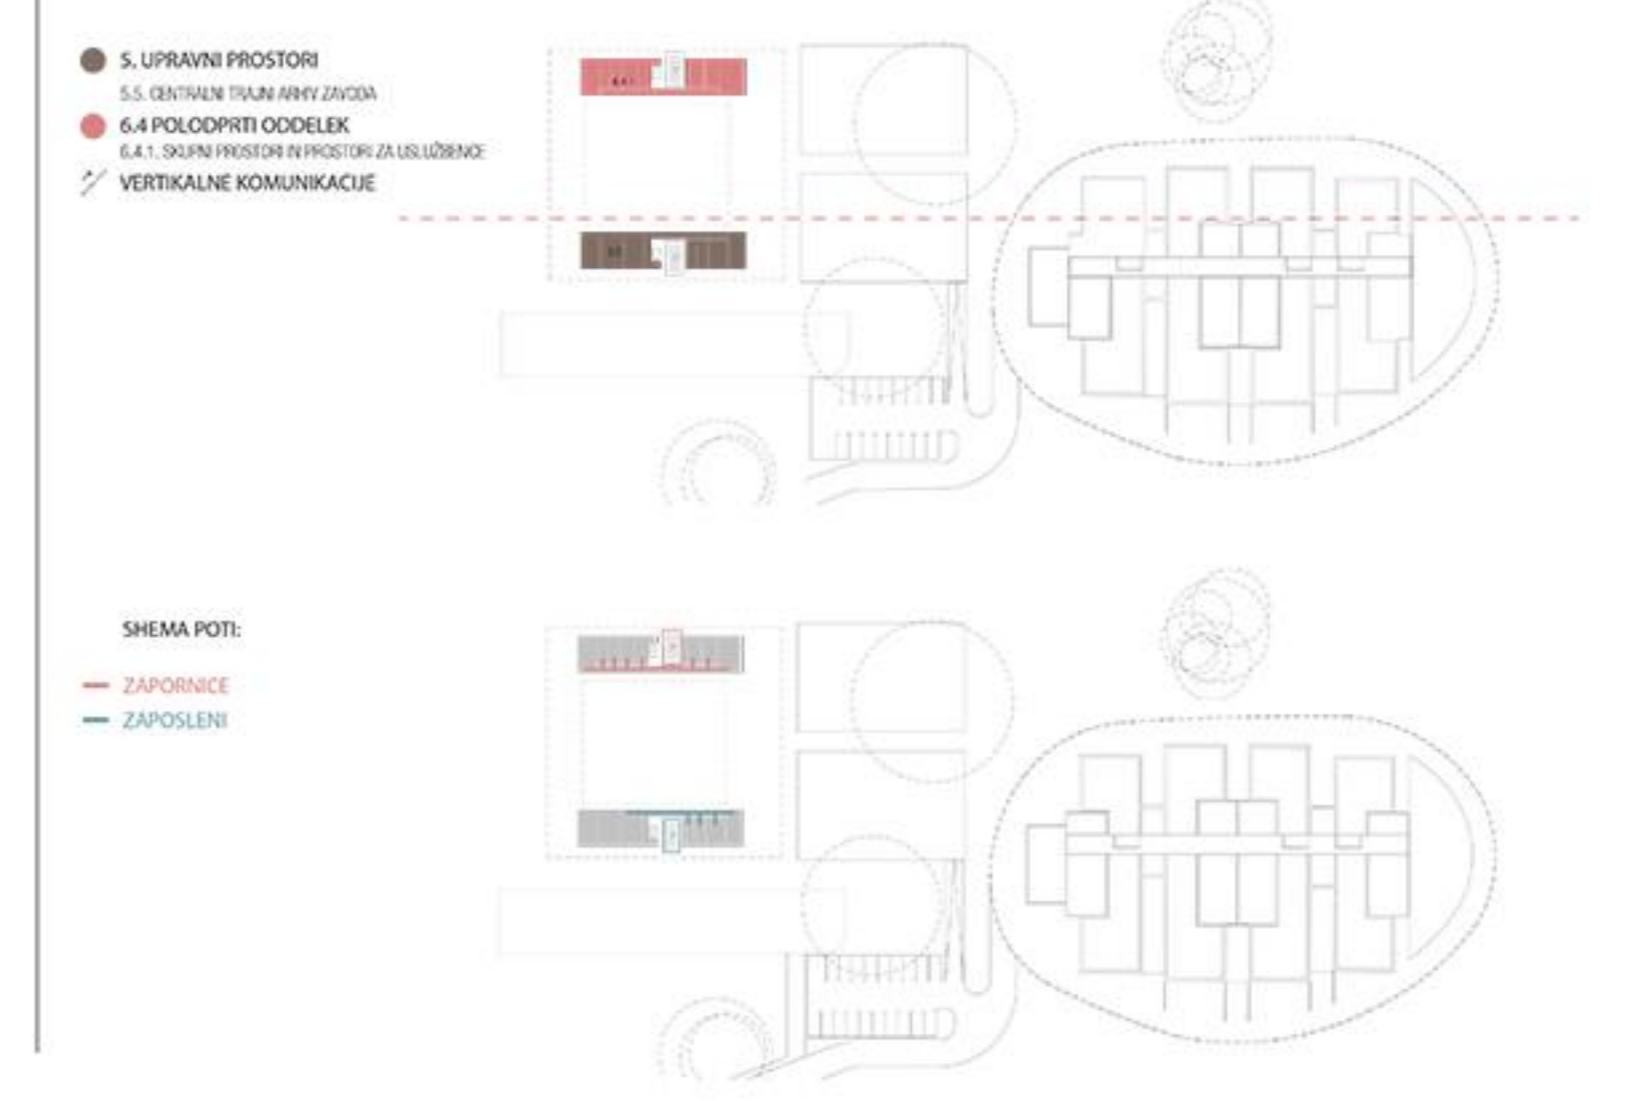 5. UPRAVNI PROSTORI
5.5. CENTRALNI TRAJNI ARHIV ZAVODA
6.4 POLODPRTI ODDELEK
6.4.1. SKUPNI PROSTORI IN PROSTORI ZA USLUŽBENCE
VERTIKALNE KOMUNIKACIJE
SHEMA POTI:
ZAPORNICE
ZAPOSLENI